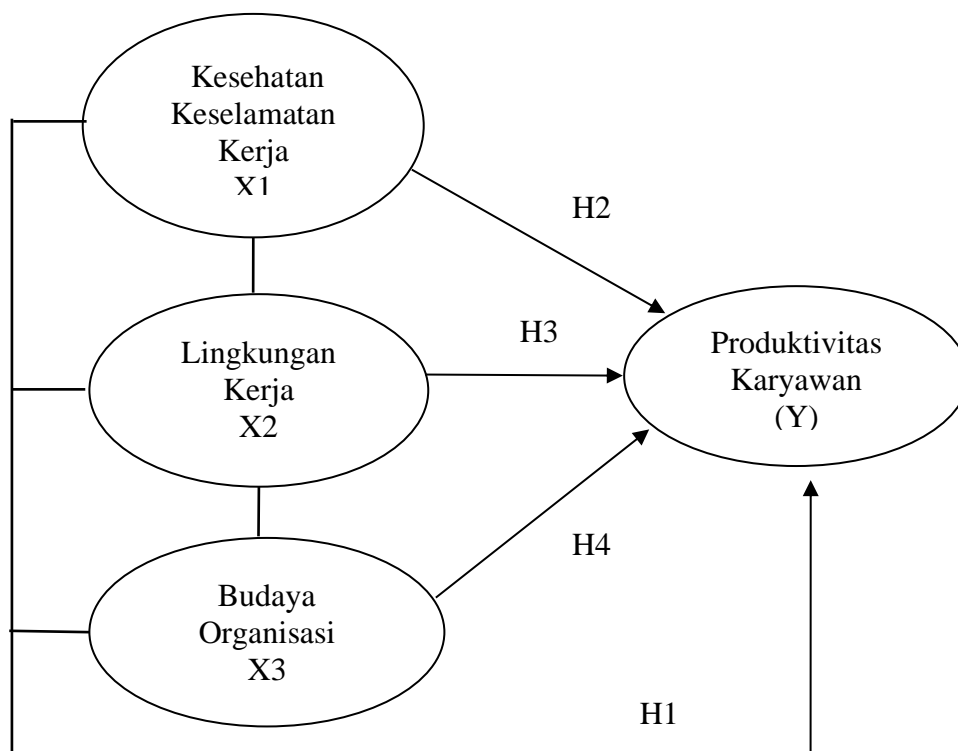 Kesehatan
Keselamatan
Kerja
X1
H2
Lingkungan
Kerja
X2
H3
Produktivitas
Karyawan
(Y)
Budaya
Organisasi
X3
H4
H1